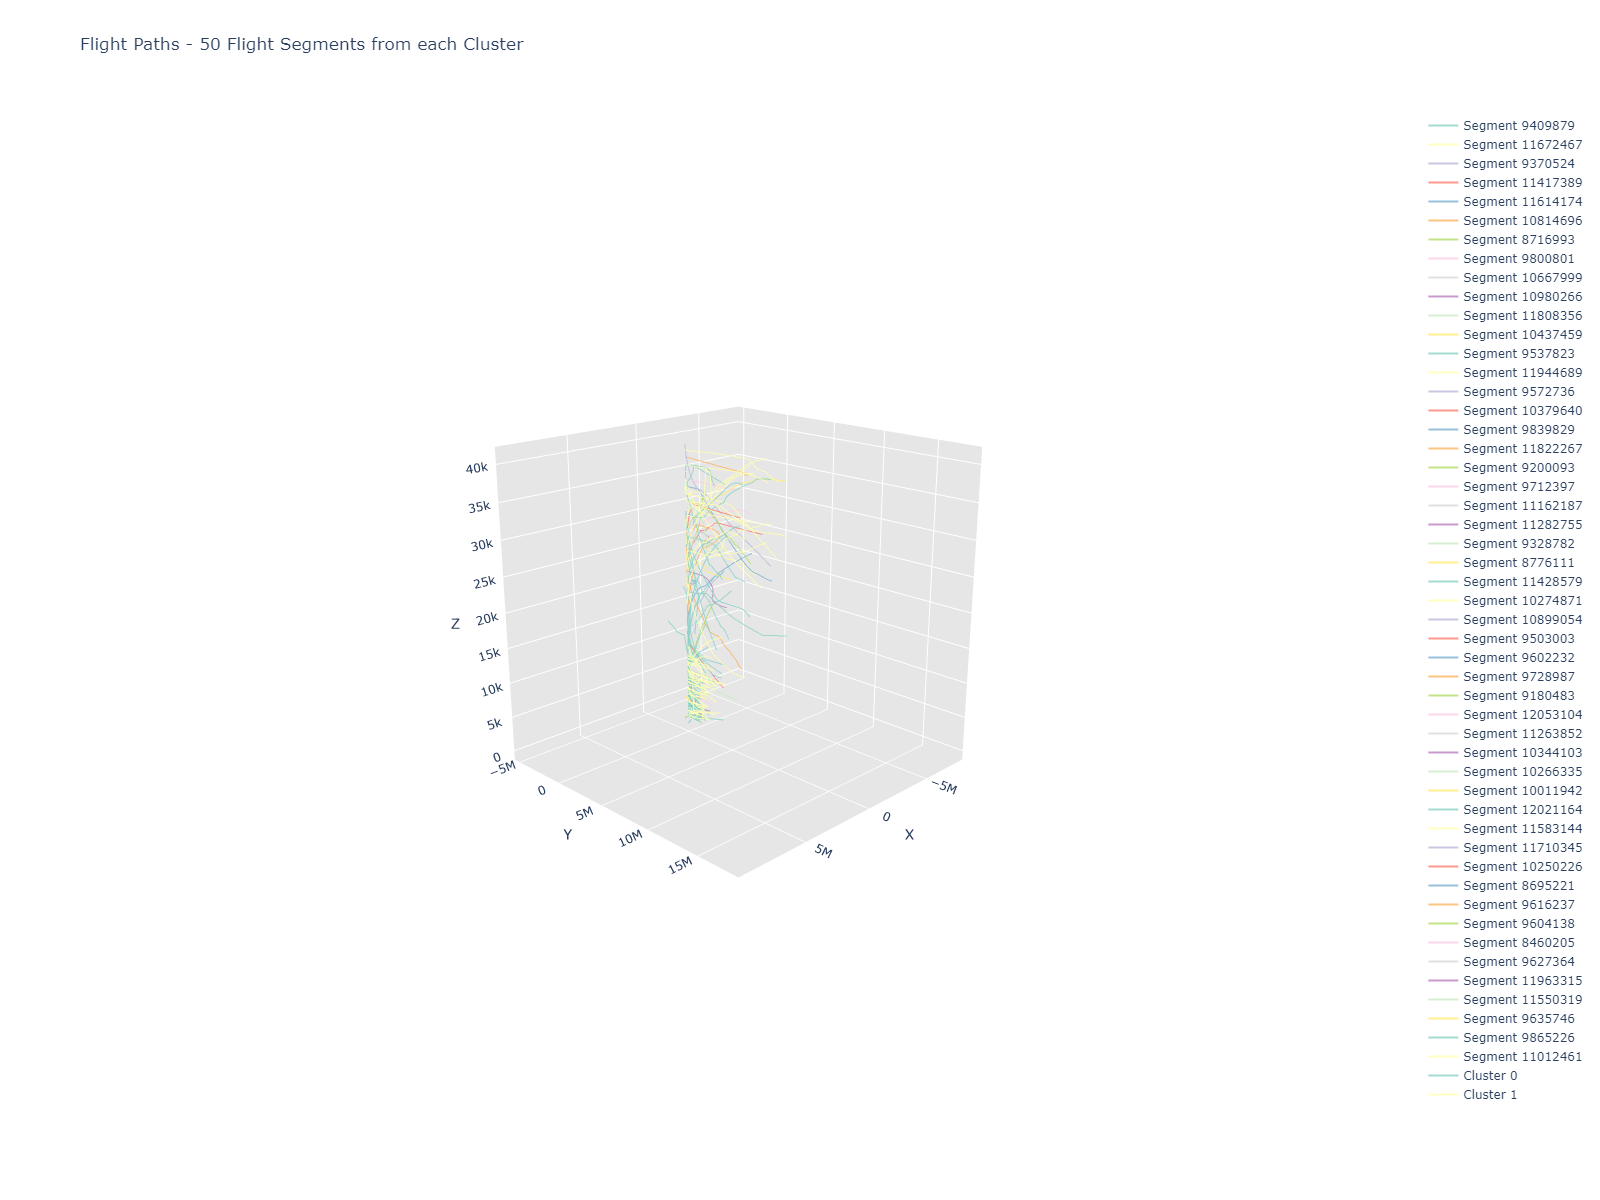 Flight Paths - 50 Flight Segments from each Cluster
Segment 9409879
Segment 11672467
Segment 9370524
Segment 11417389
Segment 11614174
Segment 10814696
Segment 8716993
Segment 9800801
Segment 10667999
Segment 10980266
Segment 11808356
Segment 10437459
Segment 9537823
Segment 11944689
Segment 9572736
Segment 10379640
Segment 9839829
Segment 11822267
Segment 9200093
Segment 9712397
Segment 11162187
Segment 11282755
Segment 9328782
Segment 8776111
Segment 11428579
Segment 10274871
Segment 10899054
Segment 9503003
Segment 9602232
Segment 9728987
Segment 9180483
Segment 12053104
Segment 11263852
Segment 10344103
Segment 10266335
Segment 10011942
Segment 12021164
Segment 11583144
Segment 11710345
Segment 10250226
Segment 8695221
Segment 9616237
Segment 9604138
Segment 8460205
Segment 9627364
Segment 11963315
Segment 11550319
Segment 9635746
Segment 9865226
Segment 11012461
Cluster 0
Cluster 1
40k
35k
30k
25k
20k
15k
10k
5k
0
Z
−5M
0
5M
10M
15M
Y
−5M
0
5M
X